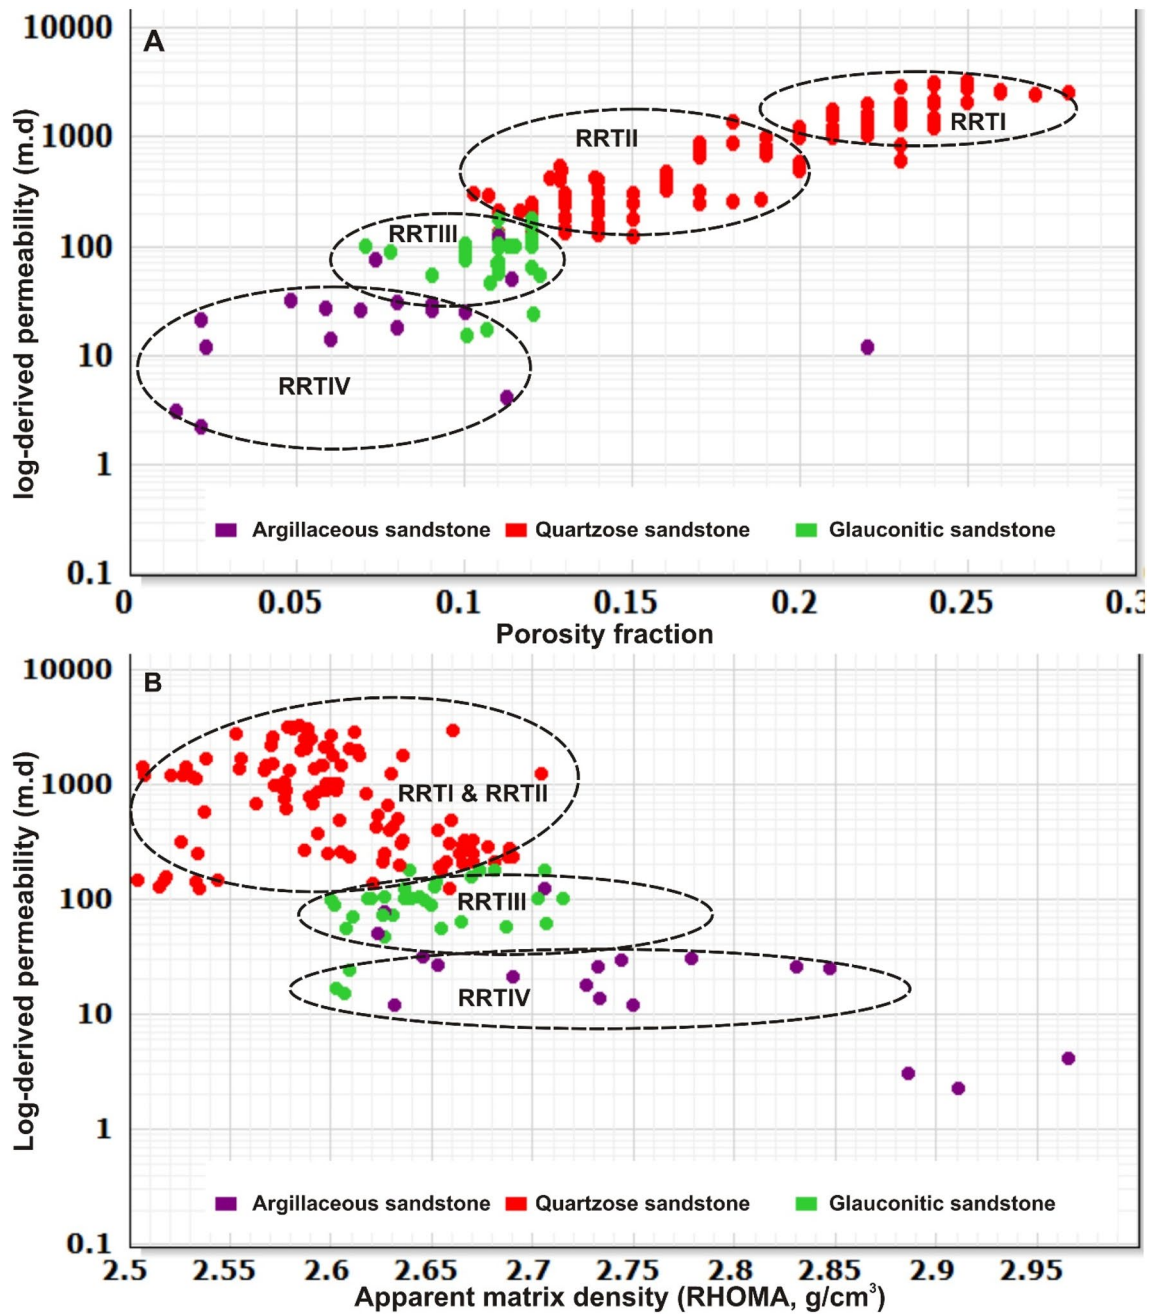 A
10000
1000
100
10
1
0.1
log-derived permeability (m.d)
RRTI
RRTII
RRTIII
RRTIV
Argillaceous sandstone Quartzose sandstone Glauconitic sandstone
0 0.05 0.1 0.15 0.2 0.25 0.3
Porosity fraction
B
10000
1000
100
10
1
0.1
Log-derived permeability (m.d)
RRTI & RRTII
RRTIII
RRTIV
Argillaceous sandstone Quartzose sandstone Glauconitic sandstone
2.5 2.55 2.6 2.65 2.7 2.75 2.8 2.85 2.9 2.95
Apparent matrix density (RHOMA, g/cm³)